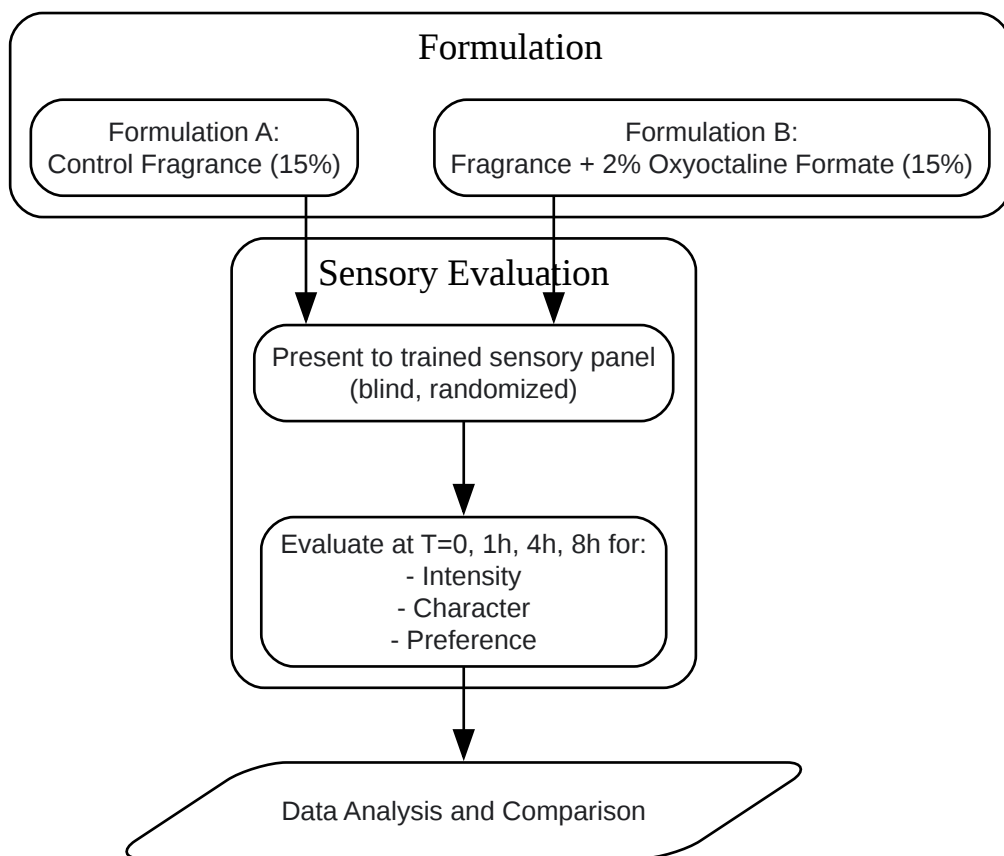 Formulation
Formulation A:
Control Fragrance (15%)
Formulation B:
Fragrance + 2% Oxyoctaline Formate (15%)
Sensory Evaluation
Present to trained sensory panel
(blind, randomized)
Evaluate at T=0, 1h, 4h, 8h for:
- Intensity
- Character
- Preference
Data Analysis and Comparison